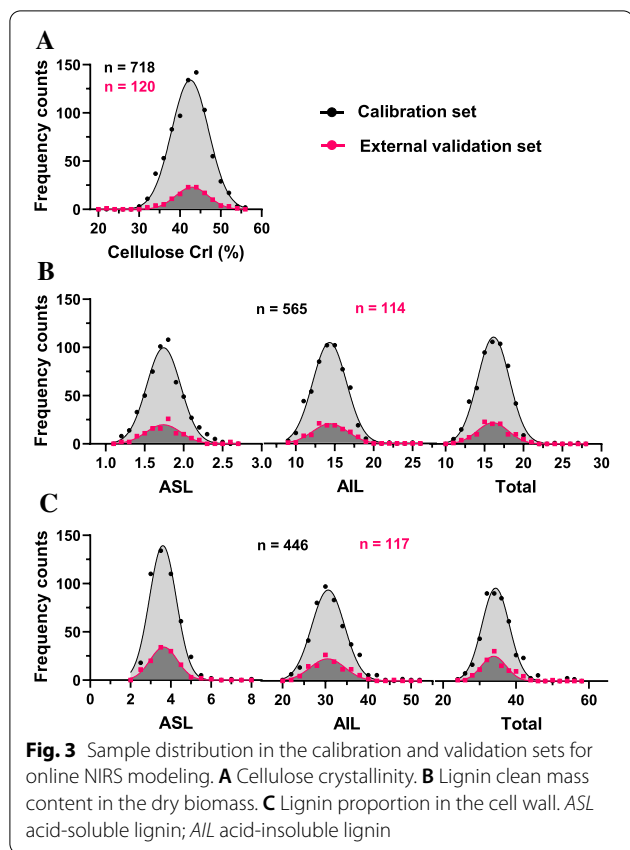 A
n = 718
n = 120
Frequency counts
150
100
50
0
20 30 40 50 60
Cellulose CrI (%)
Calibration set
External validation set
B
n = 565 n = 114
Frequency counts
150
100
50
0
1.0 1.5 2.0 2.5 3.0 10 15 20 25 10 15 20 25 30
ASL AIL Total
C
n = 446 n = 117
Frequency counts
150
100
50
0
0 2 4 6 8 20 30 40 50 20 40 60
ASL AIL Total
Fig. 3 Sample distribution in the calibration and validation sets for
online NIRS modeling. A Cellulose crystallinity. B Lignin clean mass
content in the dry biomass. C Lignin proportion in the cell wall. ASL
acid-soluble lignin; AIL acid-insoluble lignin